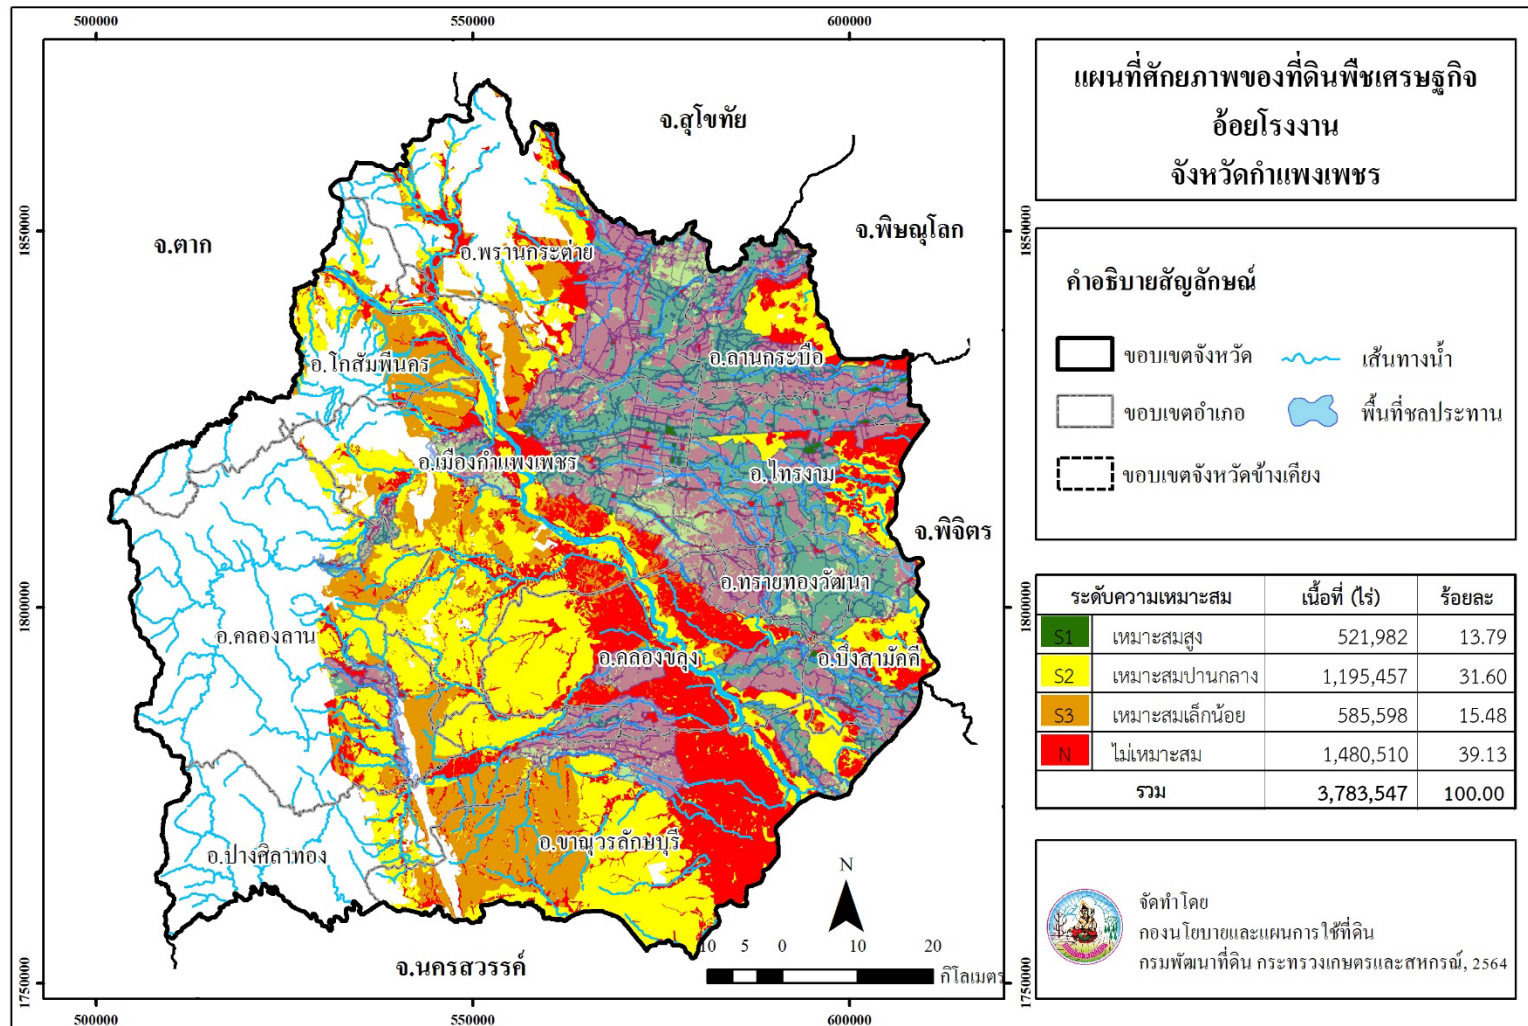 500000
550000
600000
แผนที่ศักยภาพของที่ดินพืชเศรษฐกิจ
อ้อยโรงงาน
จังหวัดกำแพงเพชร
จ.สุโขทัย
จ.พิษณุโลก
จ.ตาก
1850000
1850000
อ.พรานกระต่าย
อ.ลานกระบือ
อ.โกสัมพีนคร
อ.เมืองกำแพงเพชร
อ.ไทรงาม
จ.พิจิตร
อ.ทรายทองวัฒนา
1800000
1800000
อ.คลองลาน
อ.คลองขลุง
อ.บึงสามัคคี
อ.ขาณุวรลักษบุรี
อ.ปางศิลาทอง
จ.นครสวรรค์
N
10 5 0 10 20
กิโลเมตร
1750000
1750000
500000
550000
600000
คำอธิบายสัญลักษณ์
ขอบเขตจังหวัด
เส้นทางน้ำ
ขอบเขตอำเภอ
พื้นที่ชลประทาน
ขอบเขตจังหวัดข้างเคียง
ระดับความเหมาะสม เนื้อที่ (ไร่) ร้อยละ
S1 เหมาะสมสูง 521,982 13.79
S2 เหมาะสมปานกลาง 1,195,457 31.60
S3 เหมาะสมเล็กน้อย 585,598 15.48
N ไม่เหมาะสม 1,480,510 39.13
รวม 3,783,547 100.00
จัดทำโดย
กองนโยบายและแผนการใช้ที่ดิน
กรมพัฒนาที่ดิน กระทรวงเกษตรและสหกรณ์, 2564